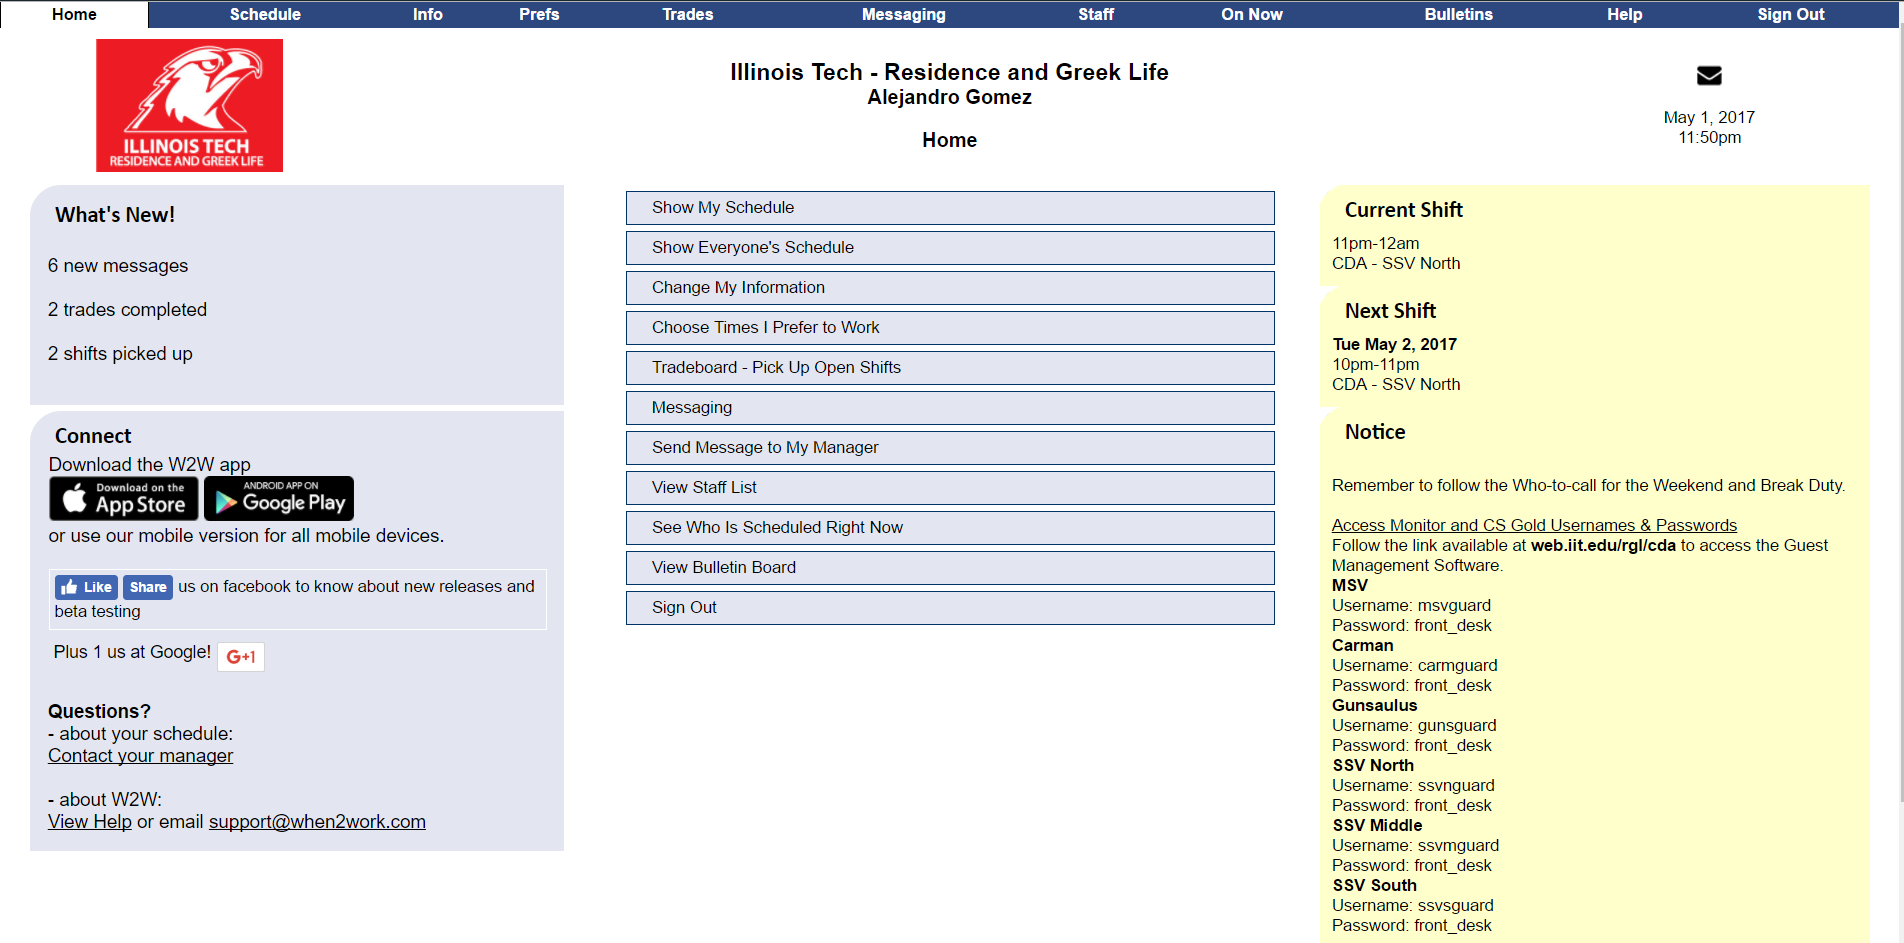 Home Schedule Info Prefs Trades Messaging Staff On Now Bulletins Help Sign Out
ILLINOIS TECH
RESIDENCE AND GREEK LIFE
Illinois Tech - Residence and Greek Life
Alejandro Gomez
Home
May 1, 2017
11:50pm
What's New!
6 new messages
2 trades completed
2 shifts picked up
Connect
Download the W2W app
Download on the
App Store
ANDROID APP ON
Google Play
or use our mobile version for all mobile devices.
Like Share us on facebook to know about new releases and
beta testing
Plus 1 us at Google! G+1
Questions?
- about your schedule:
Contact your manager
- about W2W:
View Help or email support@when2work.com
Show My Schedule
Show Everyone's Schedule
Change My Information
Choose Times I Prefer to Work
Tradeboard - Pick Up Open Shifts
Messaging
Send Message to My Manager
View Staff List
See Who Is Scheduled Right Now
View Bulletin Board
Sign Out
Current Shift
11pm-12am
CDA - SSV North
Next Shift
Tue May 2, 2017
10pm-11pm
CDA - SSV North
Notice
Remember to follow the Who-to-call for the Weekend and Break Duty.
Access Monitor and CS Gold Usernames & Passwords
Follow the link available at web.iit.edu/rgl/cda to access the Guest
Management Software.
MSV
Username: msvguard
Password: front_desk
Carman
Username: carmguard
Password: front_desk
Gunsaulus
Username: gunsguard
Password: front_desk
SSV North
Username: ssvnguard
Password: front_desk
SSV Middle
Username: ssvmguard
Password: front_desk
SSV South
Username: ssvsguard
Password: front_desk